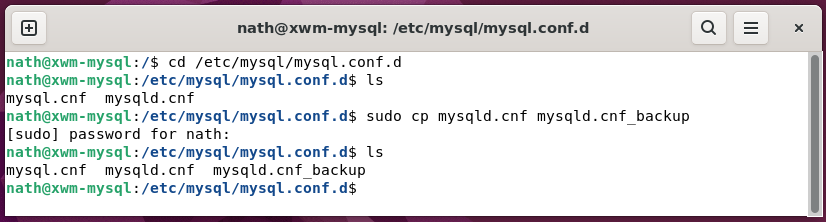 nath@xwm-mysql: /etc/mysql/mysql.conf.d
nath@xwm-mysql:/$ cd /etc/mysql/mysql.conf.d
nath@xwm-mysql:/etc/mysql/mysql.conf.d$ ls
mysql.cnf  mysqld.cnf
nath@xwm-mysql:/etc/mysql/mysql.conf.d$ sudo cp mysqld.cnf mysqld.cnf_backup
[sudo] password for nath:
nath@xwm-mysql:/etc/mysql/mysql.conf.d$ ls
mysql.cnf  mysqld.cnf  mysqld.cnf_backup
nath@xwm-mysql:/etc/mysql/mysql.conf.d$